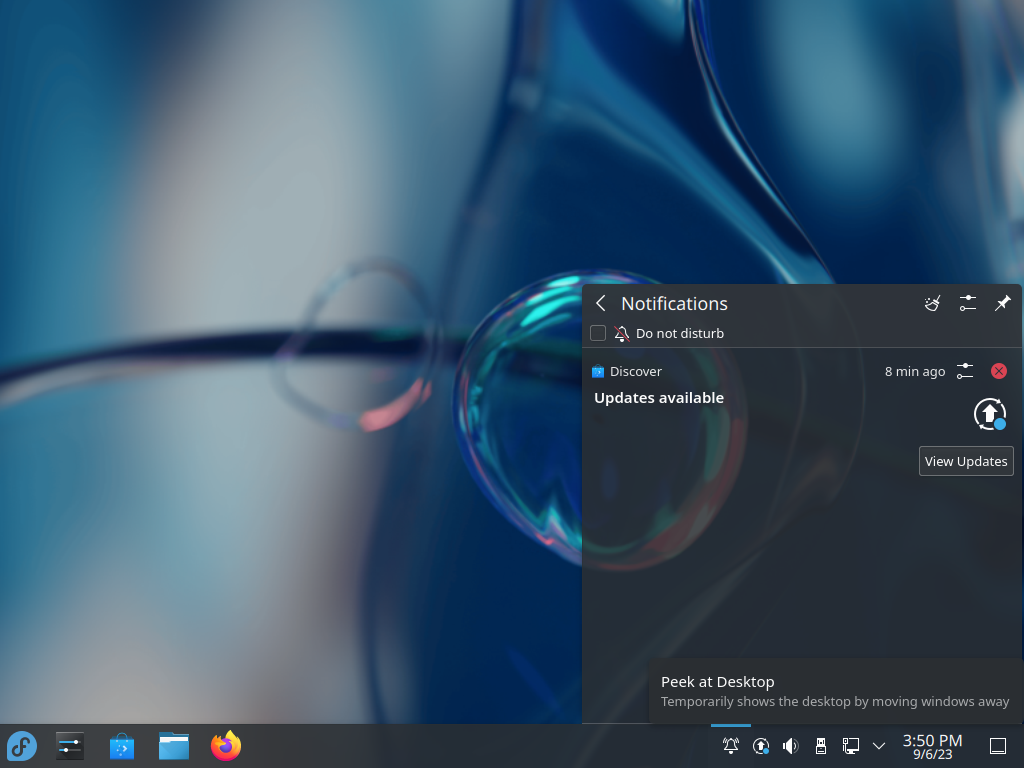 Notifications
Do not disturb
Discover 8 min ago
Updates available
View Updates
Peek at Desktop
Temporarily shows the desktop by moving windows away
3:50 PM
9/6/23